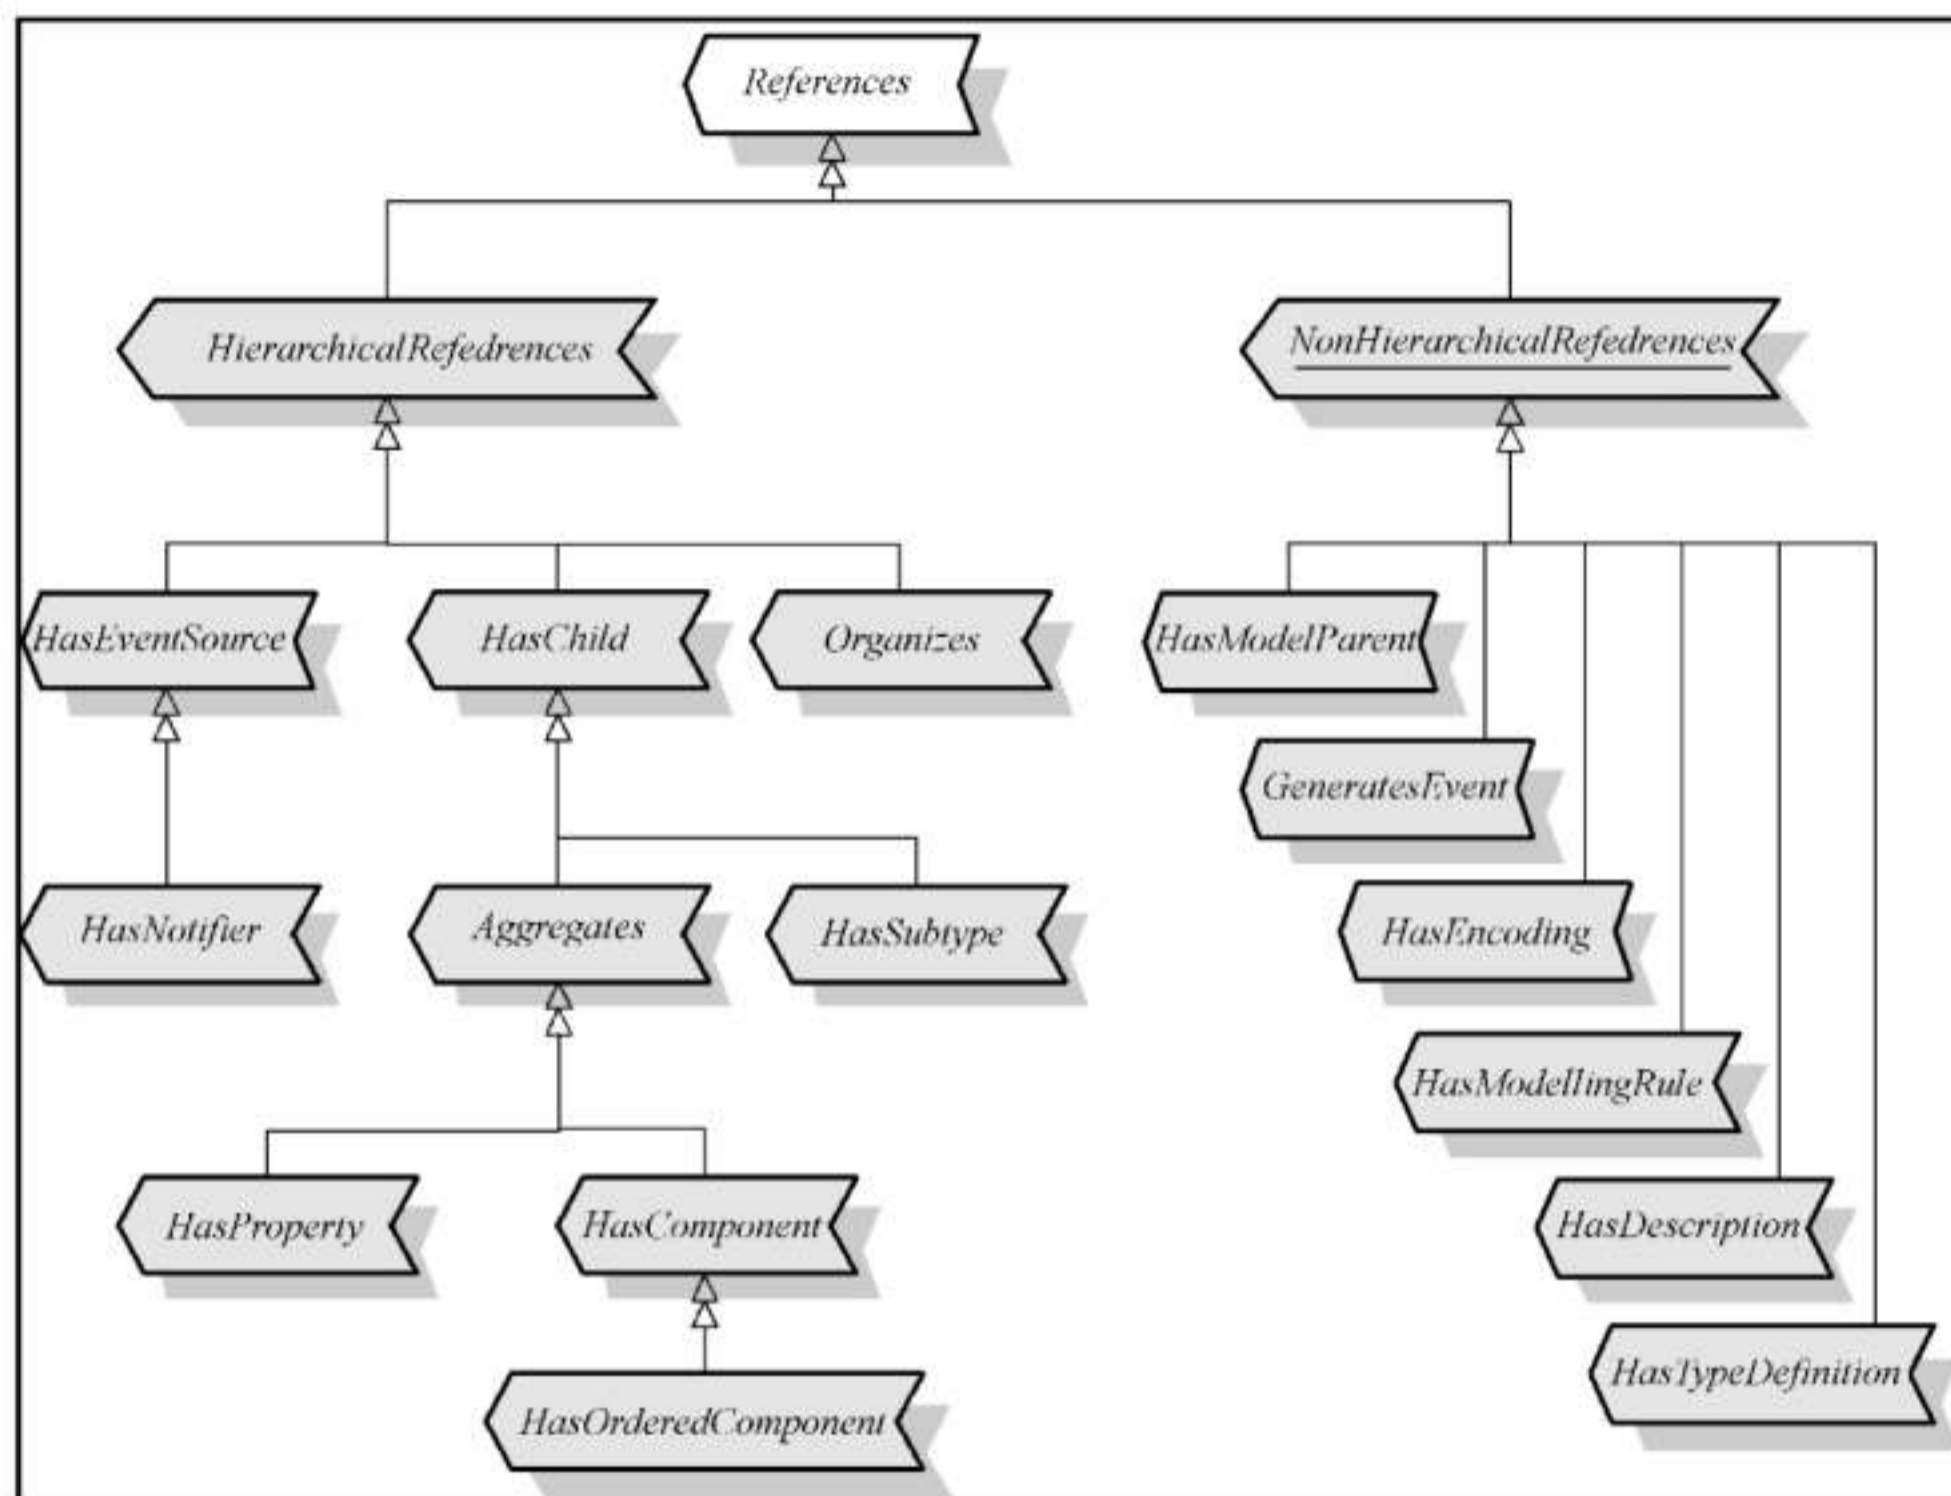 References
HierarchicalRefedrences
NonHierarchicalRefedrences
HasEventSource
HasChild
Organizes
HasModelParent
GeneratesEvent
HasNotifier
Aggregates
HasSubtype
HasEncoding
HasModellingRule
HasProperty
HasComponent
HasDescription
HasTypeDefinition
HasOrderedComponent